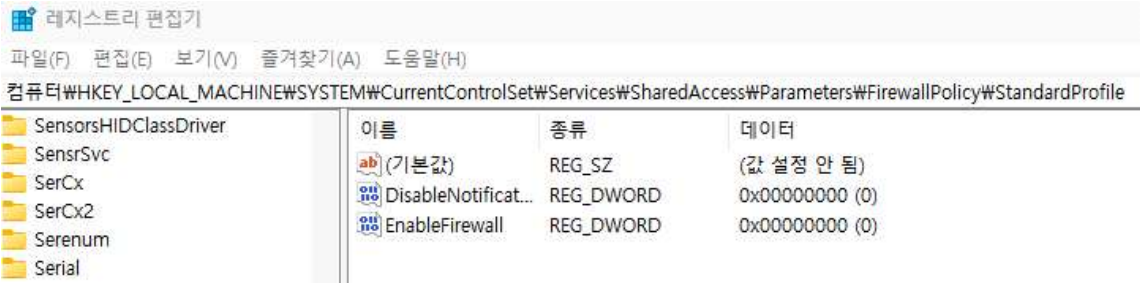 레지스트리 편집기
파일(F) 편집(E) 보기(V) 즐겨찾기(A) 도움말(H)
컴퓨터₩HKEY_LOCAL_MACHINE₩SYSTEM₩CurrentControlSet₩Services₩SharedAccess₩Parameters₩FirewallPolicy₩StandardProfile
SensorsHIDClassDriver
SensrSvc
SerCx
SerCx2
Serenum
Serial
이름 종류 데이터
(기본값) REG_SZ (값 설정 안 됨)
DisableNotificat... REG_DWORD 0x00000000 (0)
EnableFirewall REG_DWORD 0x00000000 (0)